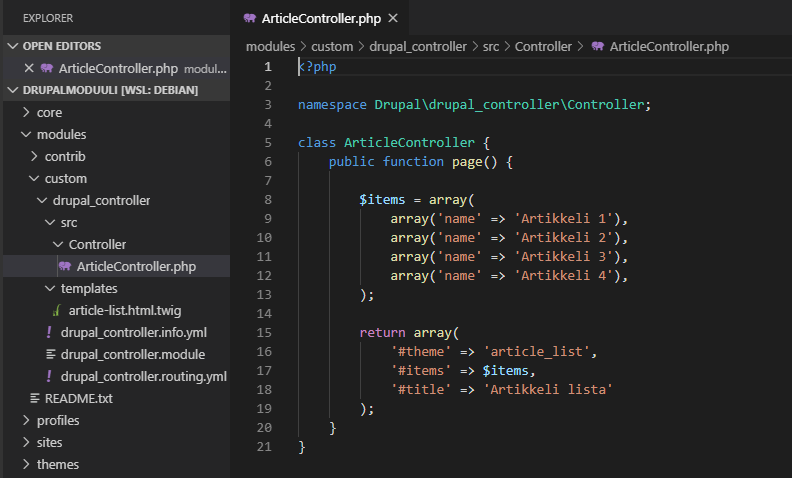 EXPLORER
OPEN EDITORS
ArticleController.php modul...
DRUPALMODUULI [WSL: DEBIAN]
core
modules
contrib
custom
drupal_controller
src
Controller
ArticleController.php
templates
article-list.html.twig
drupal_controller.info.yml
drupal_controller.module
drupal_controller.routing.yml
README.txt
profiles
sites
themes
ArticleController.php
modules > custom > drupal_controller > src > Controller > ArticleController.php
1 <?php
2
3 namespace Drupal\drupal_controller\Controller;
4
5 class ArticleController {
6     public function page() {
7
8         $items = array(
9             array('name' => 'Artikkeli 1'),
10             array('name' => 'Artikkeli 2'),
11             array('name' => 'Artikkeli 3'),
12             array('name' => 'Artikkeli 4'),
13         );
14
15         return array(
16             '#theme' => 'article_list',
17             '#items' => $items,
18             '#title' => 'Artikkeli lista'
19         );
20     }
21 }